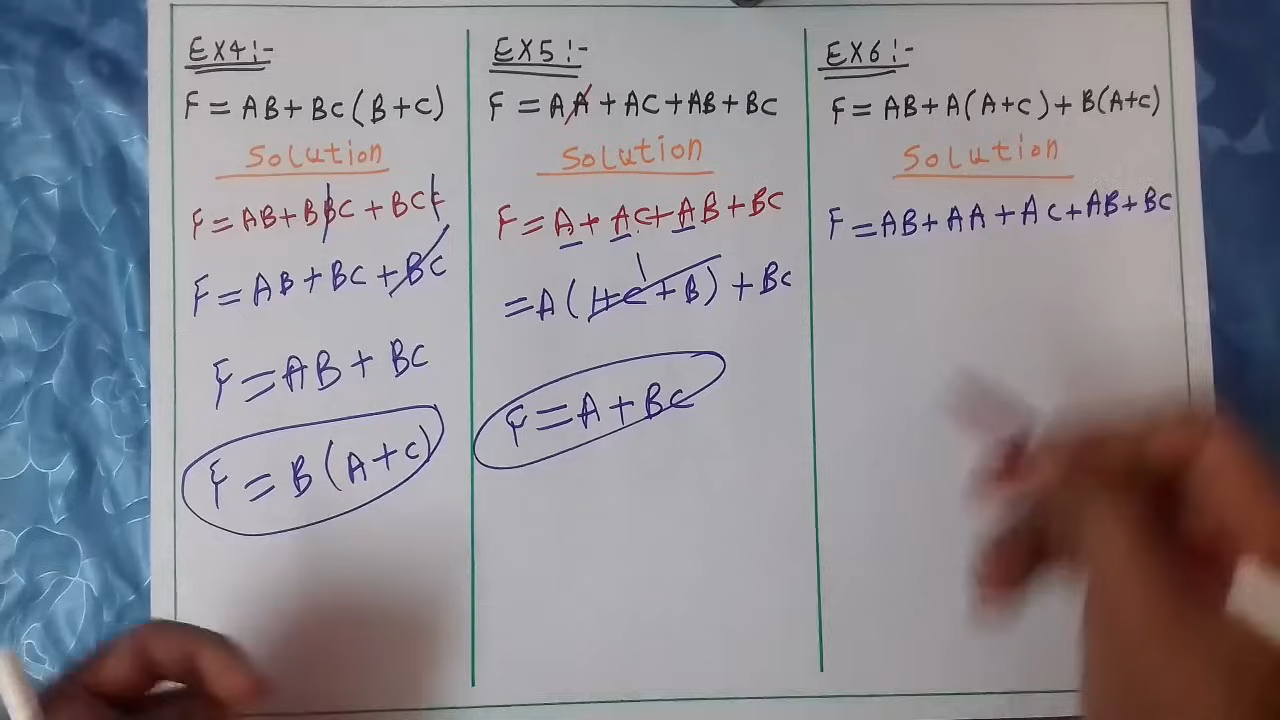 EX4:-
F = AB + BC (B + C)
Solution
F = AB + BBC + BCC
F = AB + BC + BC
F = AB + BC
F = B (A + C)
EX5:-
F = AA + AC + AB + BC
Solution
F = A + AC + AB + BC
1
= A (1 + C + B) + BC
F = A + BC
EX6:-
F = AB + A(A + C) + B(A + C)
Solution
F = AB + AA + AC + AB + BC